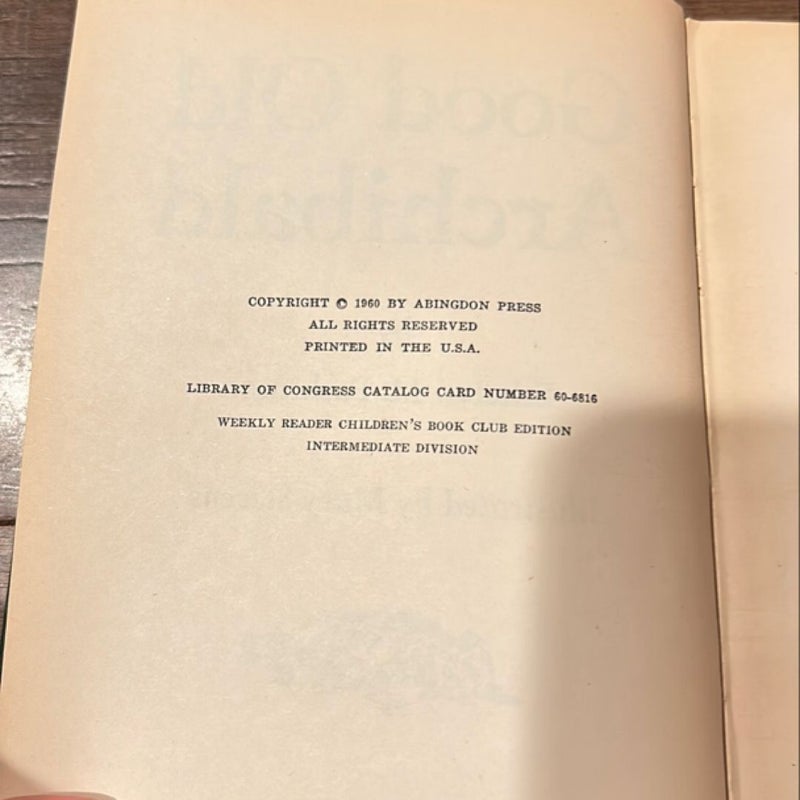 COPYRIGHT © 1960 BY ABINGDON PRESS
ALL RIGHTS RESERVED
PRINTED IN THE U.S.A.
LIBRARY OF CONGRESS CATALOG CARD NUMBER 60-6816
WEEKLY READER CHILDREN'S BOOK CLUB EDITION
INTERMEDIATE DIVISION